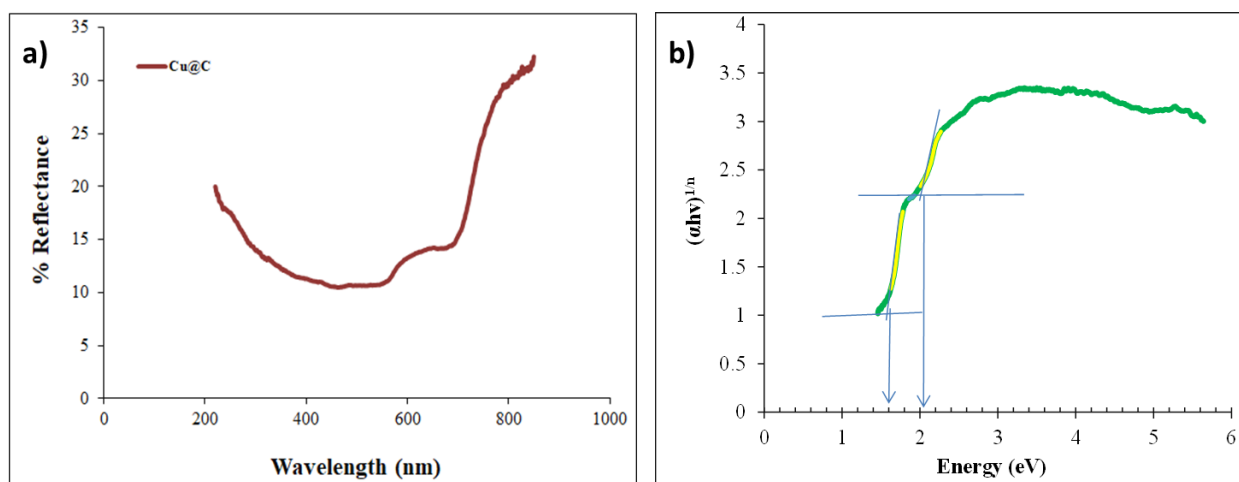 a)
Cu@C
% Reflectance
35
30
25
20
15
10
5
0
0 200 400 600 800 1000
Wavelength (nm)
b)
(αhv)1/n
4
3.5
3
2.5
2
1.5
1
0.5
0
0 1 2 3 4 5 6
Energy (eV)